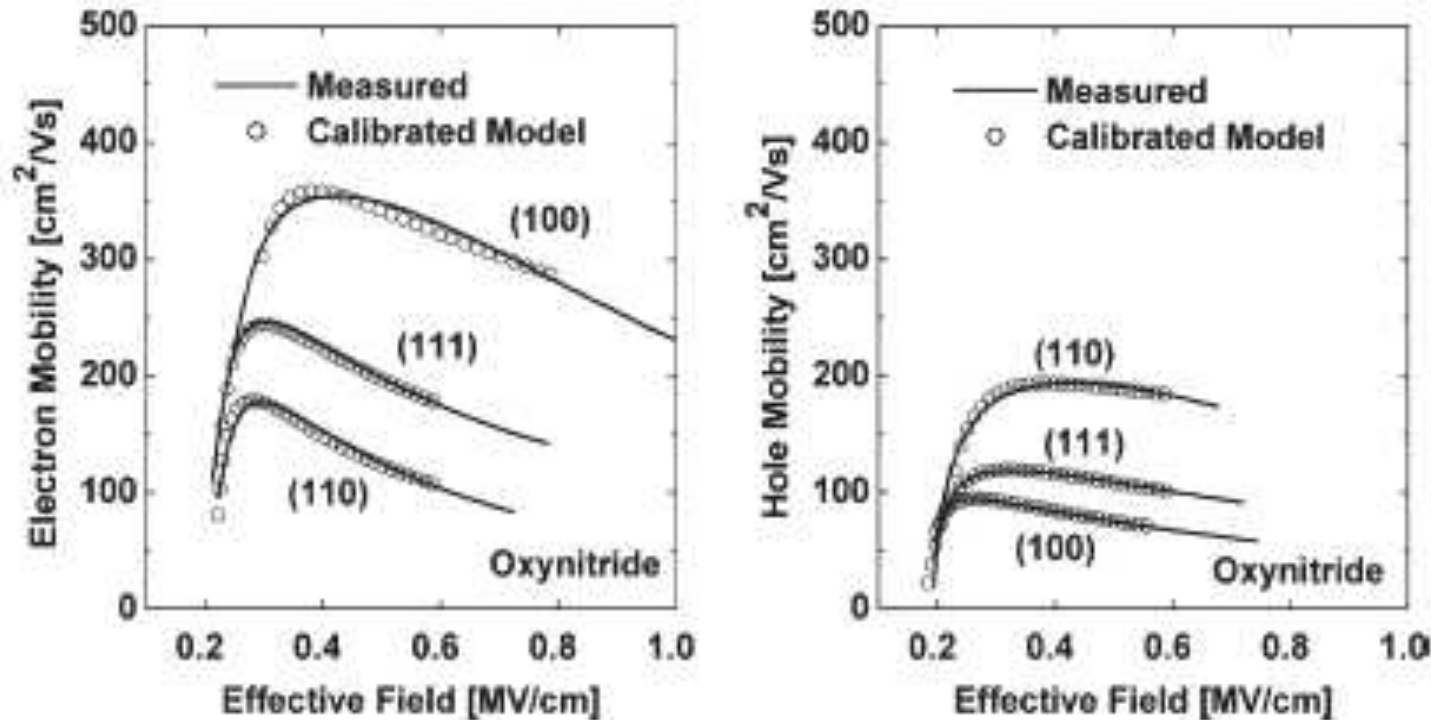 500
400
300
200
100
0
Electron Mobility [cm²/Vs]
Measured
Calibrated Model
(100)
(111)
(110)
Oxynitride
0.2 0.4 0.6 0.8 1.0
Effective Field [MV/cm]
500
400
300
200
100
0
Hole Mobility [cm²/Vs]
Measured
Calibrated Model
(110)
(111)
(100)
Oxynitride
0.2 0.4 0.6 0.8 1.0
Effective Field [MV/cm]